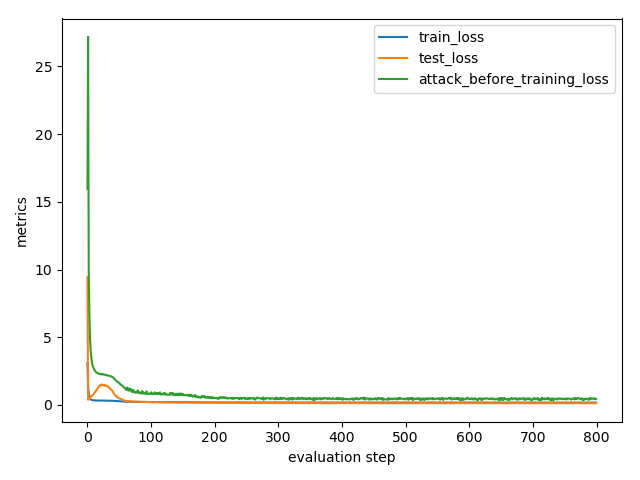 train_loss
test_loss
attack_before_training_loss
metrics
25
20
15
10
5
0
0 100 200 300 400 500 600 700 800
evaluation step